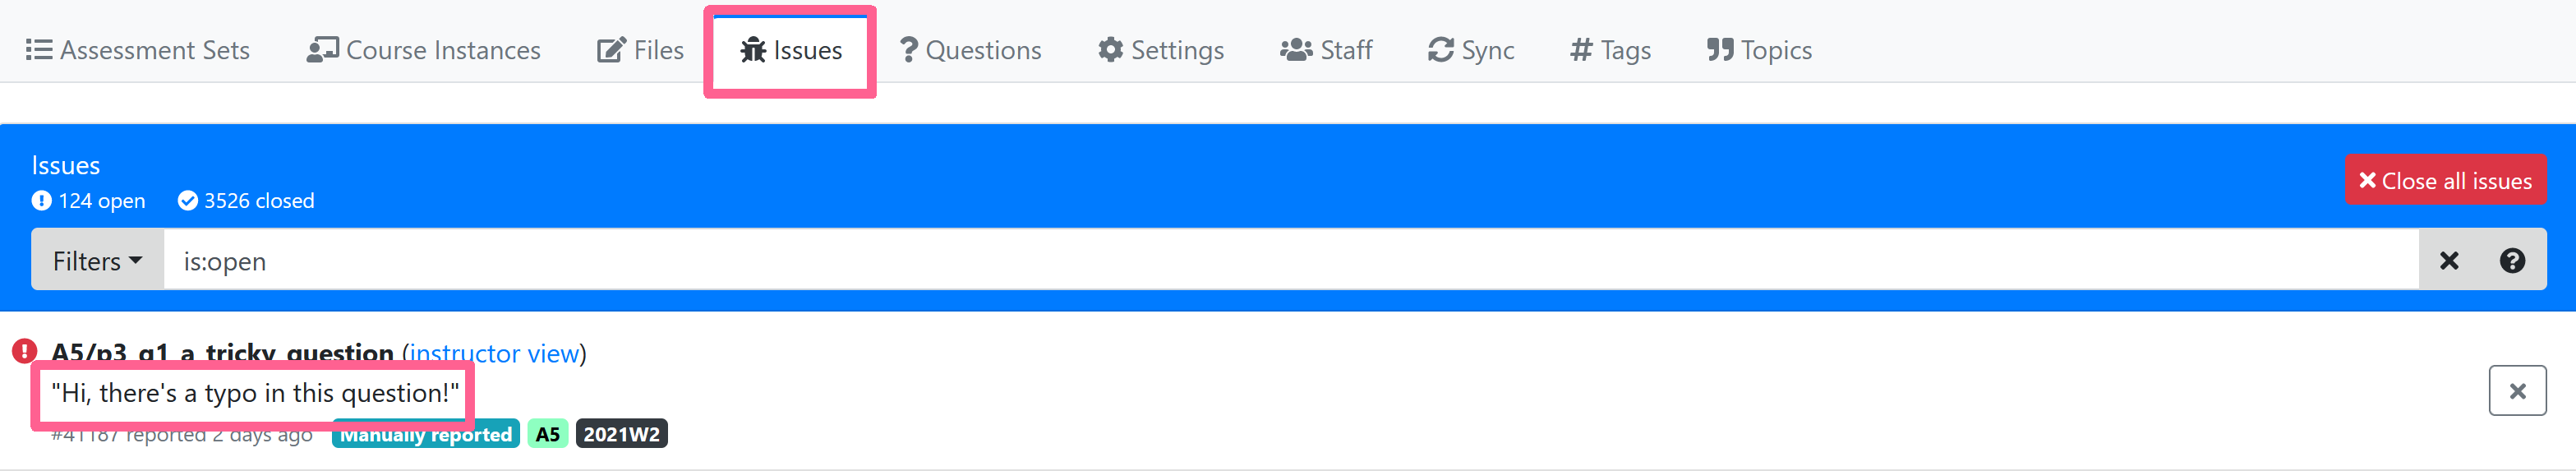 Assessment Sets Course Instances Files Issues Questions Settings Staff Sync Tags Topics
Issues
124 open 3526 closed
Close all issues
Filters is:open
A5/p3_q1_a_tricky_question (instructor view)
"Hi, there's a typo in this question!"
#41187 reported 2 days ago Manually reported A5 2021W2